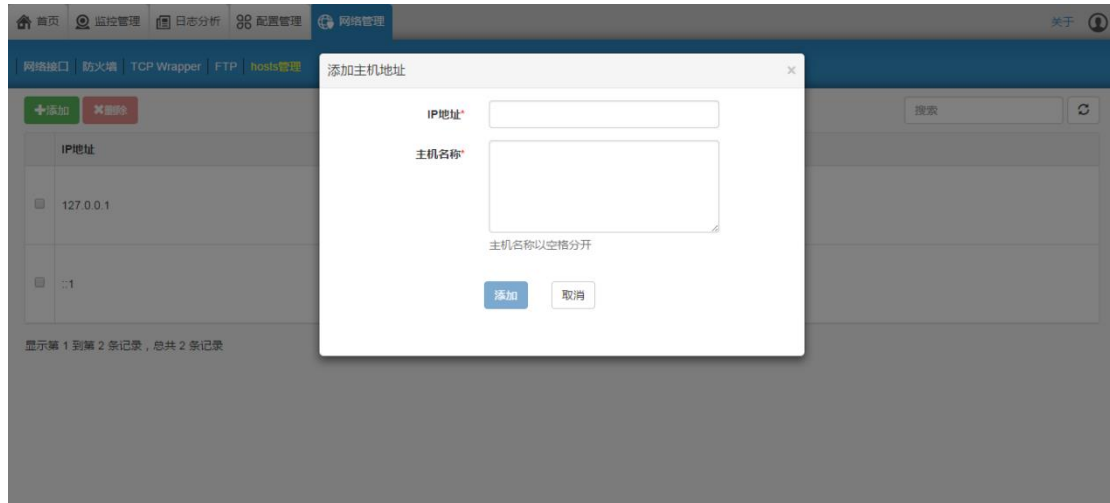 首页 监控管理 日志分析 配置管理 网络管理 关于
网络接口 防火墙 TCP Wrapper FTP hosts管理
添加主机地址 ×
添加 删除 搜索
IP地址*
IP地址
主机名称*
127.0.0.1
主机名称以空格分开
::1
添加 取消
显示第 1 到第 2 条记录，总共 2 条记录